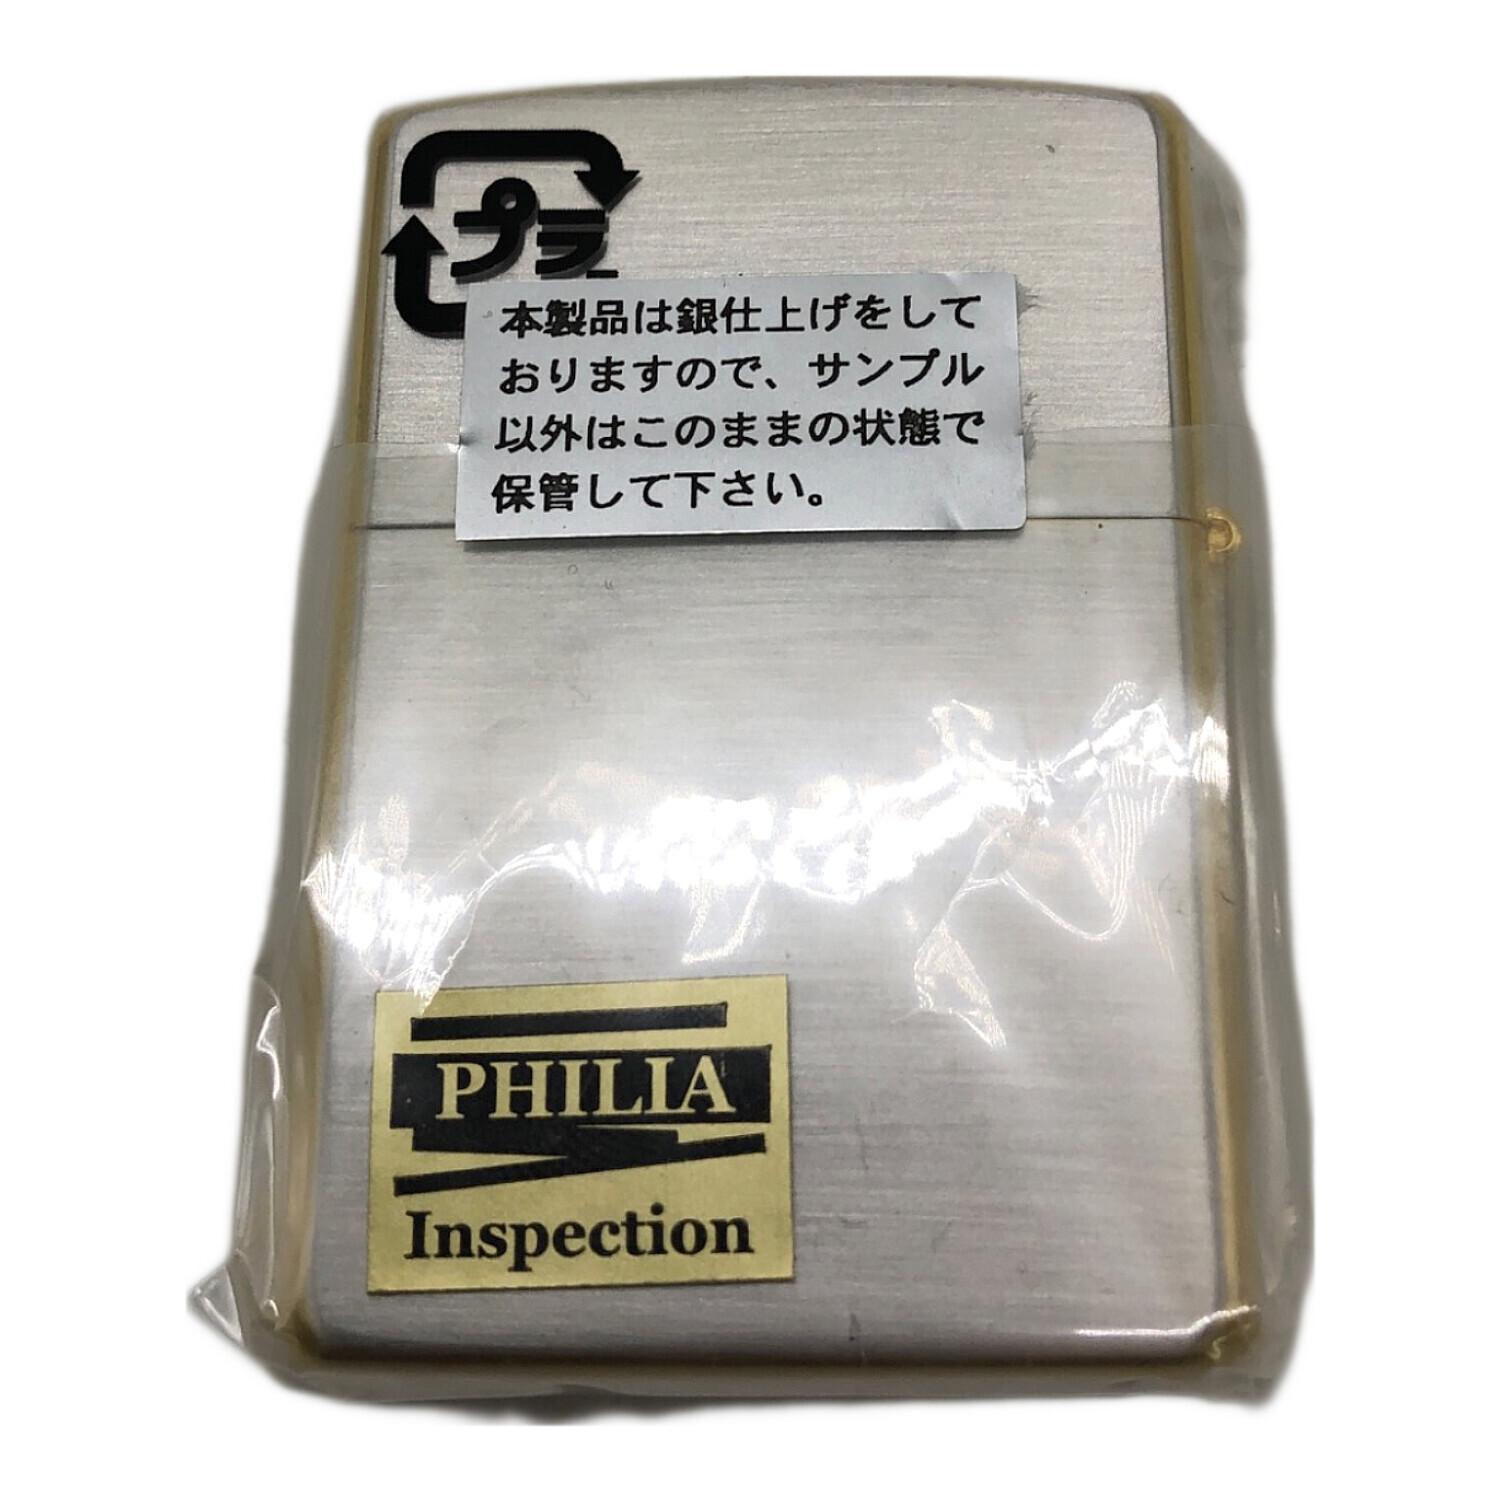 プラ
本製品は銀仕上げをして
おりますので、サンプル
以外はこのままの状態で
保管して下さい。
PHILIA
Inspection